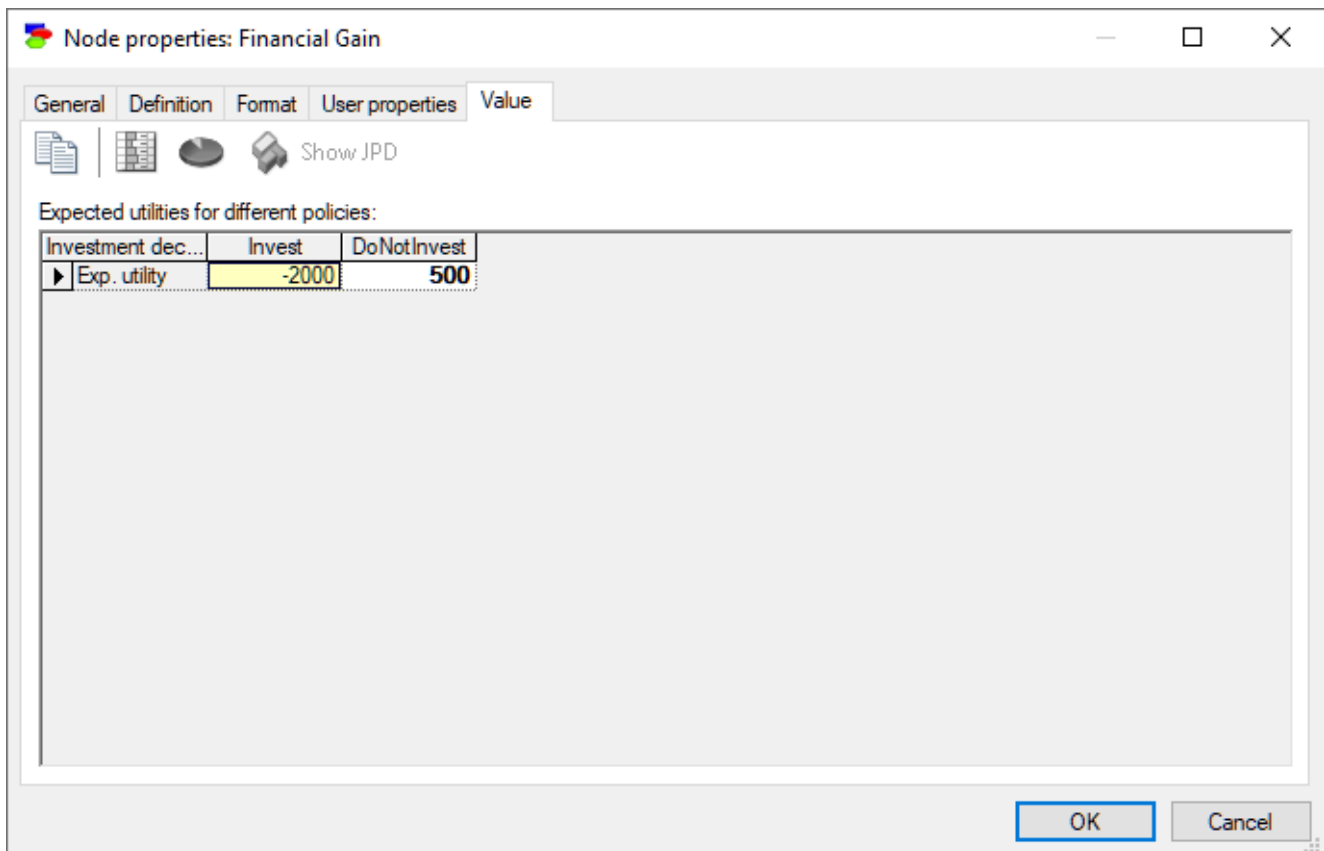 Node properties: Financial Gain
General Definition Format User properties Value
Show JPD
Expected utilities for different policies:
Investment dec... Invest DoNotInvest
Exp. utility -2000 500
OK Cancel